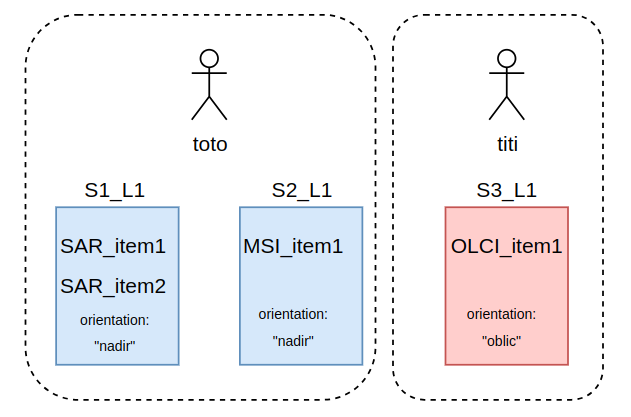 toto
titi
S1_L1
S2_L1
S3_L1
SAR_item1
SAR_item2
orientation:
"nadir"
MSI_item1
orientation:
"nadir"
OLCI_item1
orientation:
"oblic"